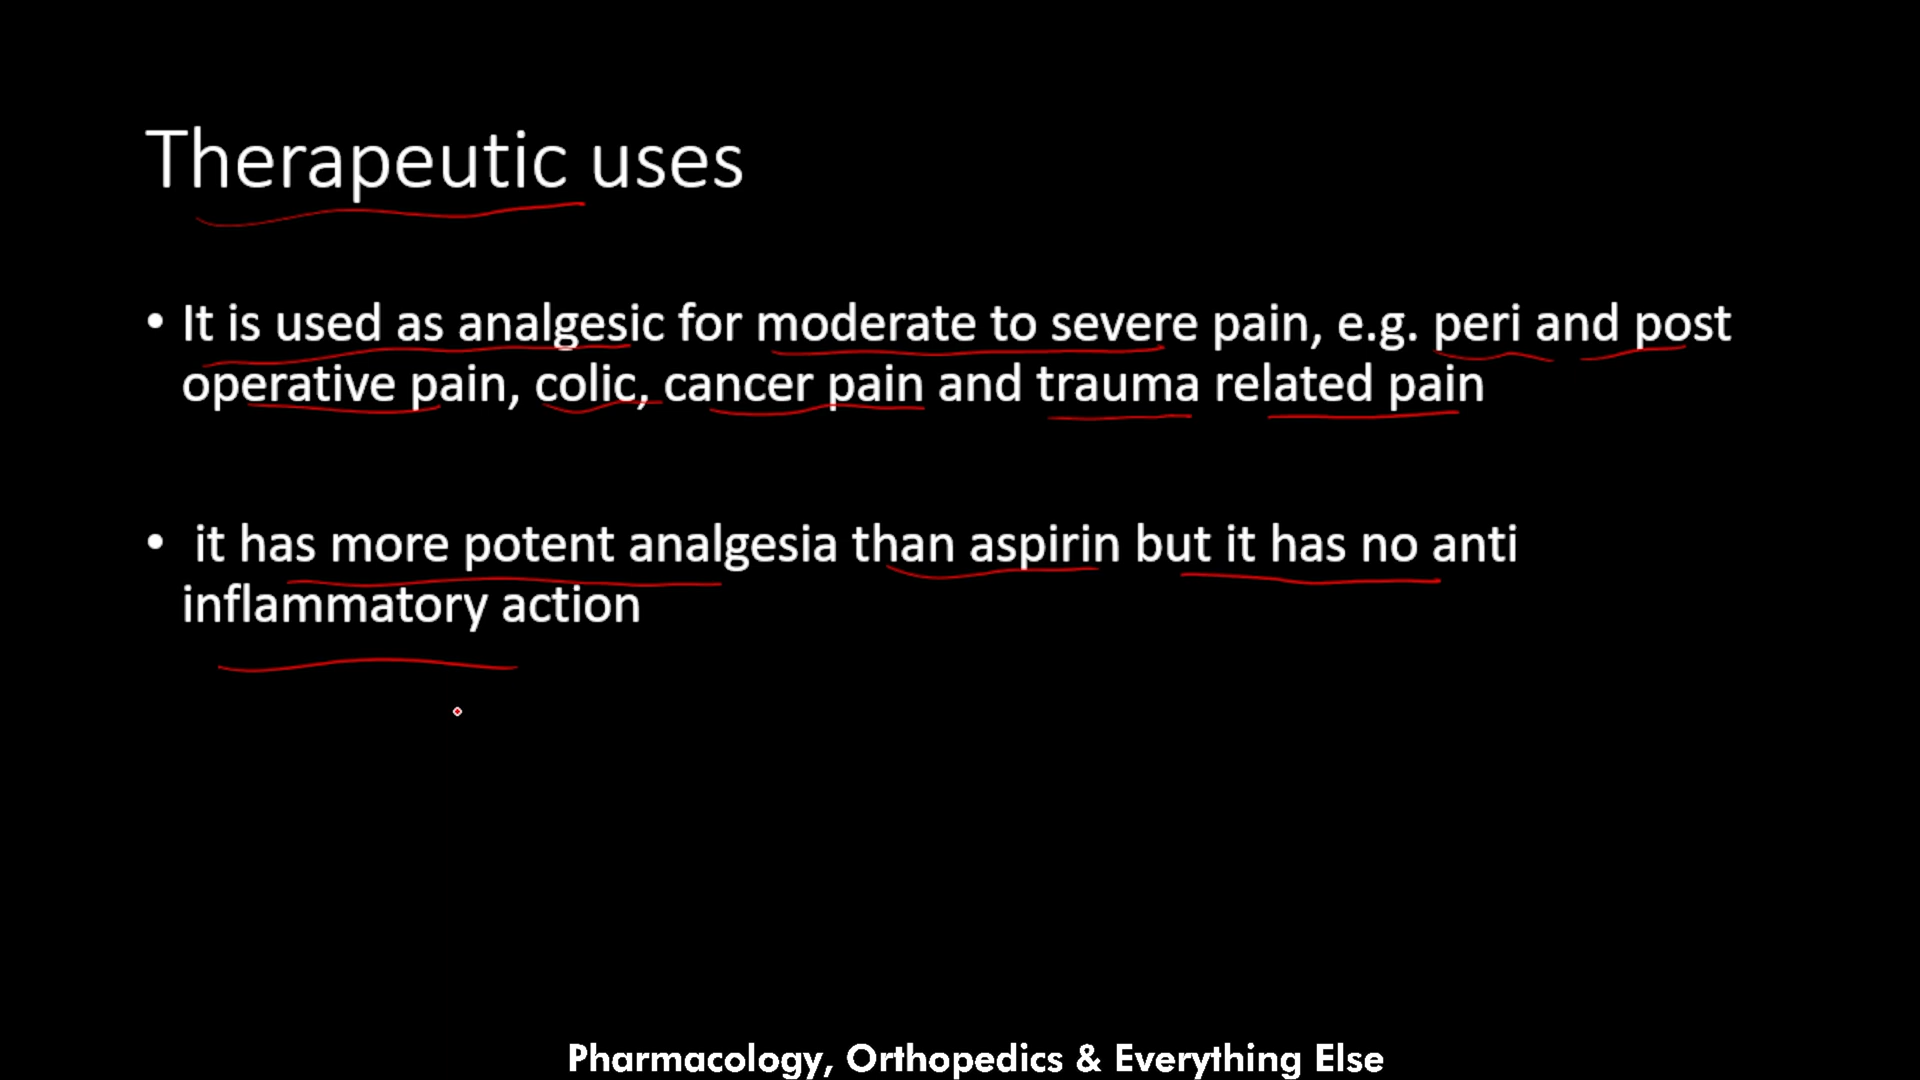 Therapeutic uses
• It is used as analgesic for moderate to severe pain, e.g. peri and post
operative pain, colic, cancer pain and trauma related pain
• it has more potent analgesia than aspirin but it has no anti
inflammatory action
Pharmacology, Orthopedics & Everything Else